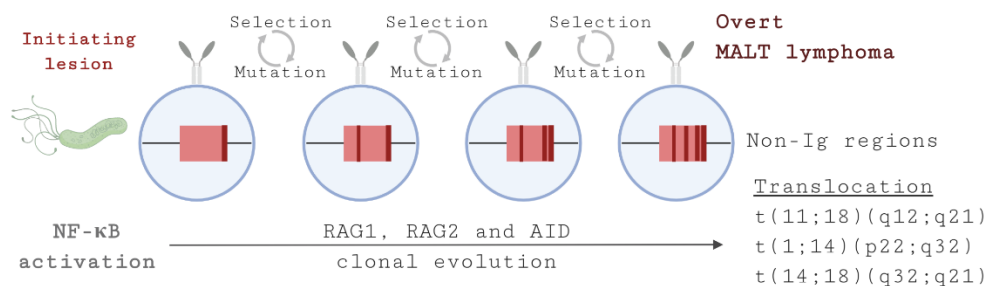 Initiating
lesion
Selection
Mutation
Selection
Mutation
Selection
Mutation
Overt
MALT lymphoma
Non-Ig regions
Translocation
t(11;18)(q12;q21)
t(1;14)(p22;q32)
t(14;18)(q32;q21)
NF-κB
activation
RAG1, RAG2 and AID
clonal evolution